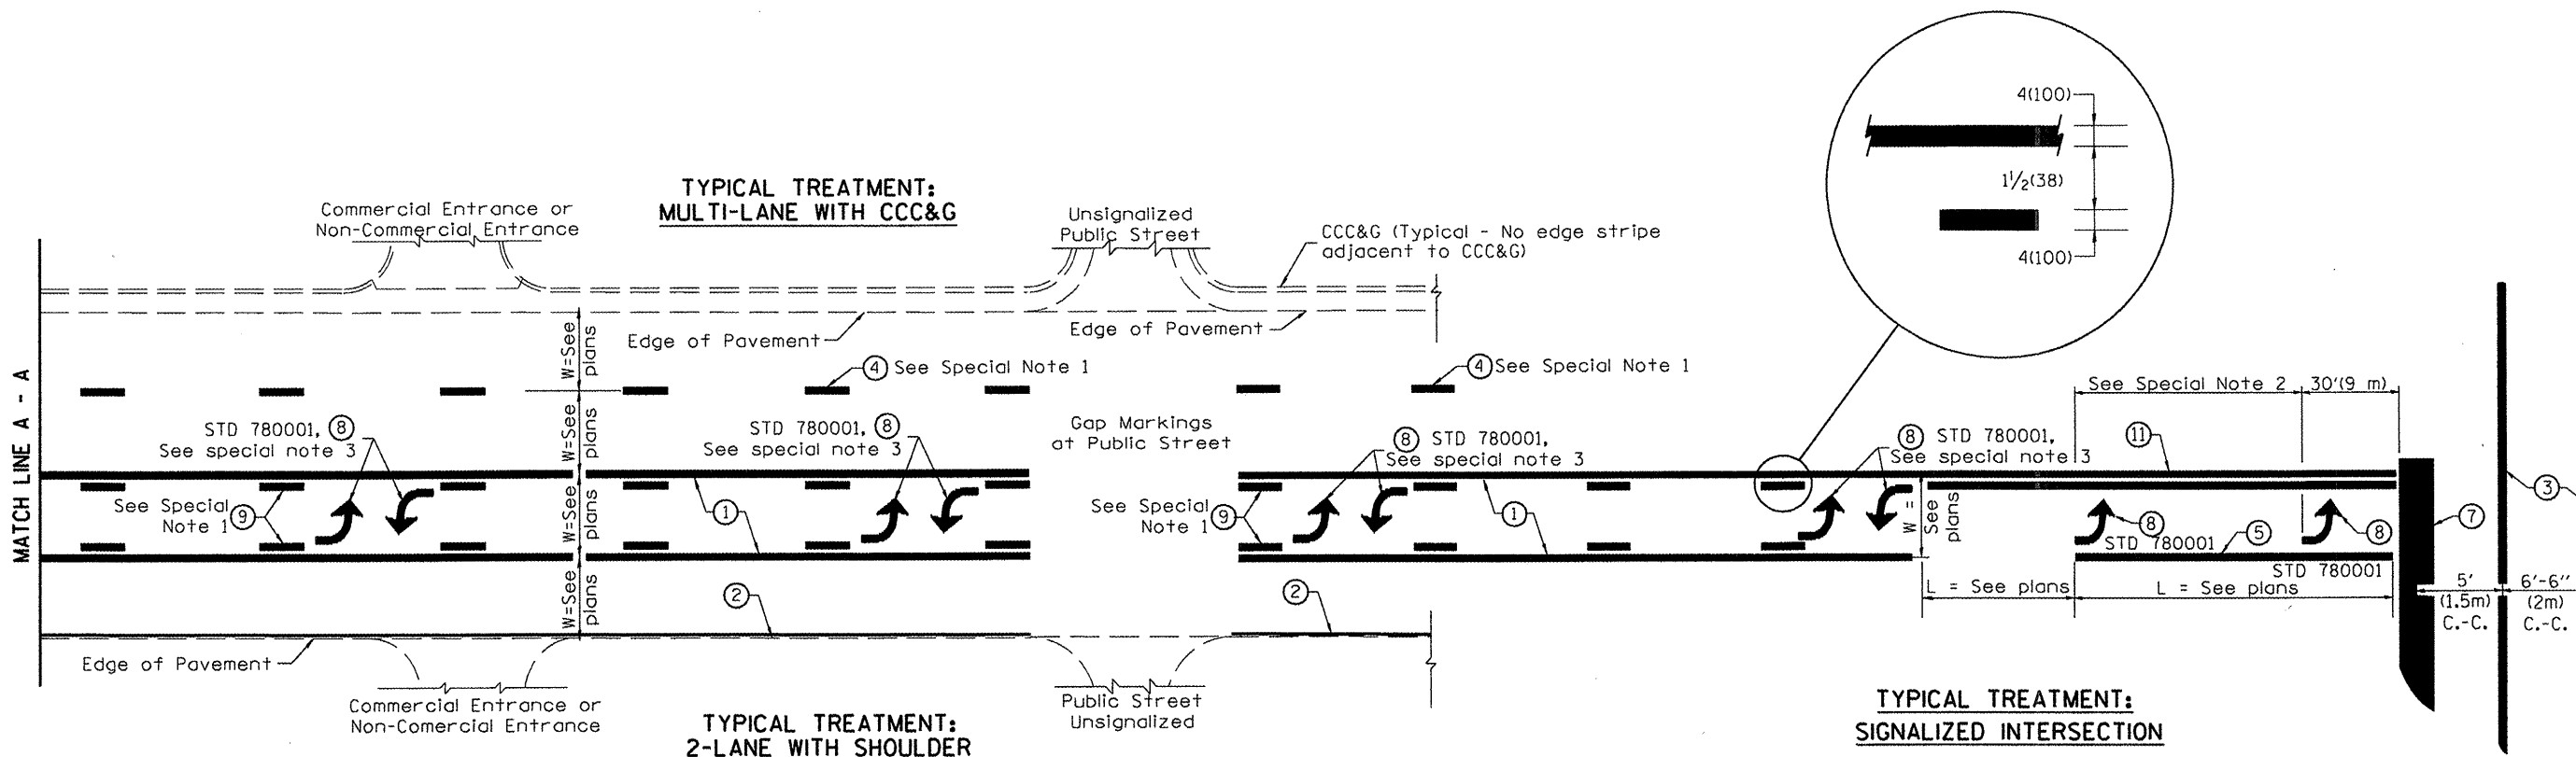 4(100)
1½(38)
4(100)
TYPICAL TREATMENT:
MULTI-LANE WITH CCC&G
Commercial Entrance or
Non-Commercial Entrance
Unsignalized
Public Street
CCC&G (Typical - No edge stripe
adjacent to CCC&G)
Edge of Pavement
Edge of Pavement
W=See
plans
4 See Special Note 1
4 See Special Note 1
See Special Note 2
30'(9 m)
MATCH LINE A - A
STD 780001, 8
See special note 3
W=See
plans
STD 780001, 8
See special note 3
Gap Markings
at Public Street
8 STD 780001,
See special note 3
8 STD 780001,
See special note 3
11
See Special
Note 1 9
W=See
plans
1
See Special
Note 1 9
1
W =
See
plans
8
STD 780001
5
8
7
3
STD 780001
W=See
plans
2
2
L = See plans
L = See plans
5'
(1.5m)
C.-C.
6'-6"
(2m)
C.-C.
Edge of Pavement
Commercial Entrance or
Non-Comercial Entrance
Public Street
Unsignalized
TYPICAL TREATMENT:
2-LANE WITH SHOULDER
TYPICAL TREATMENT:
SIGNALIZED INTERSECTION